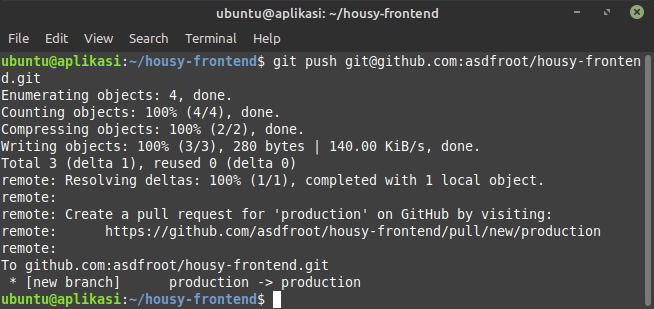 ubuntu@aplikasi: ~/housy-frontend
File Edit View Search Terminal Help
ubuntu@aplikasi:~/housy-frontend$ git push git@github.com:asdfroot/housy-fronten
d.git
Enumerating objects: 4, done.
Counting objects: 100% (4/4), done.
Compressing objects: 100% (2/2), done.
Writing objects: 100% (3/3), 280 bytes | 140.00 KiB/s, done.
Total 3 (delta 1), reused 0 (delta 0)
remote: Resolving deltas: 100% (1/1), completed with 1 local object.
remote:
remote: Create a pull request for 'production' on GitHub by visiting:
remote:      https://github.com/asdfroot/housy-frontend/pull/new/production
remote:
To github.com:asdfroot/housy-frontend.git
 * [new branch]      production -> production
ubuntu@aplikasi:~/housy-frontend$